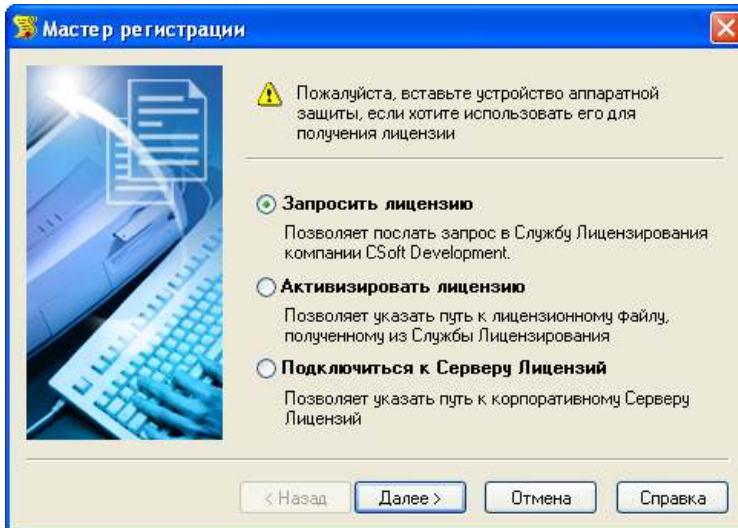 Мастер регистрации
Пожалуйста, вставьте устройство аппаратной
защиты, если хотите использовать его для
получения лицензии
Запросить лицензию
Позволяет послать запрос в Службу Лицензирования
компании CSoft Development.
Активизировать лицензию
Позволяет указать путь к лицензионному файлу,
полученному из Службы Лицензирования
Подключиться к Серверу Лицензий
Позволяет указать путь к корпоративному Серверу
Лицензий
< Назад Далее > Отмена Справка